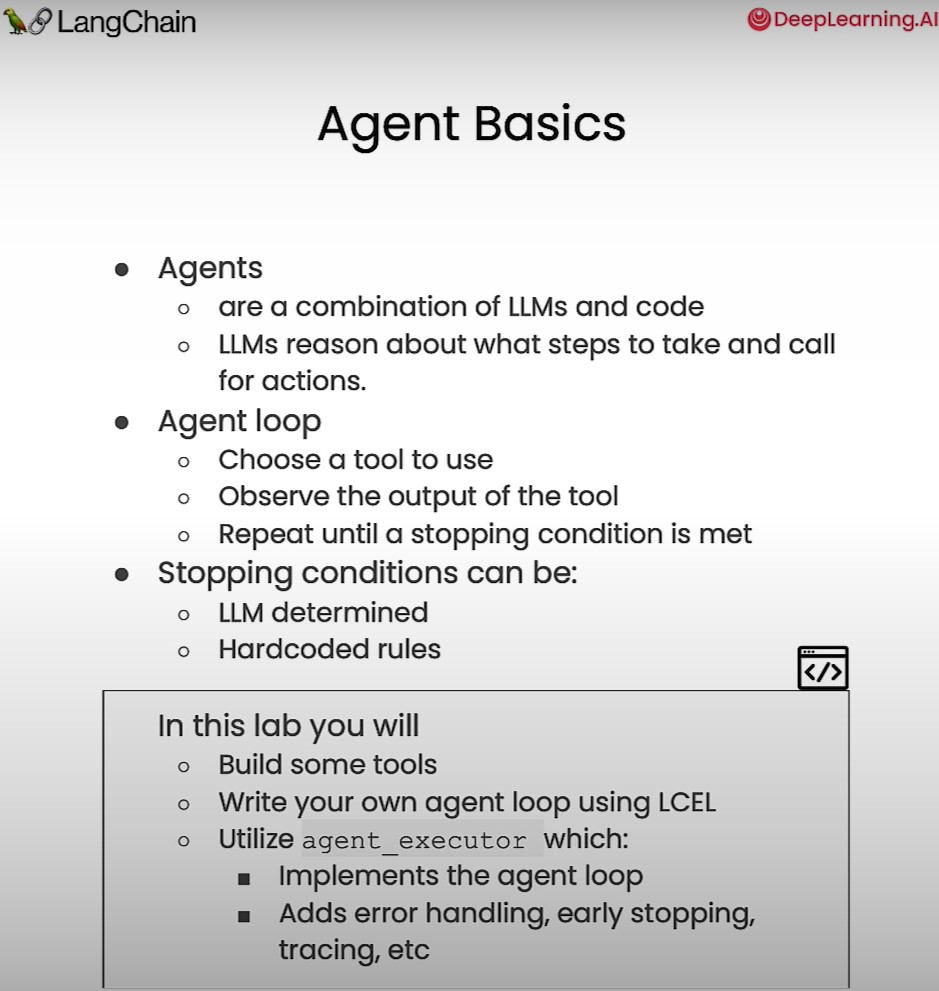 LangChain
DeepLearning.AI
Agent Basics
● Agents
○ are a combination of LLMs and code
○ LLMs reason about what steps to take and call
for actions.
● Agent loop
○ Choose a tool to use
○ Observe the output of the tool
○ Repeat until a stopping condition is met
● Stopping conditions can be:
○ LLM determined
○ Hardcoded rules
</>
In this lab you will
○ Build some tools
○ Write your own agent loop using LCEL
○ Utilize agent_executor which:
■ Implements the agent loop
■ Adds error handling, early stopping,
tracing, etc